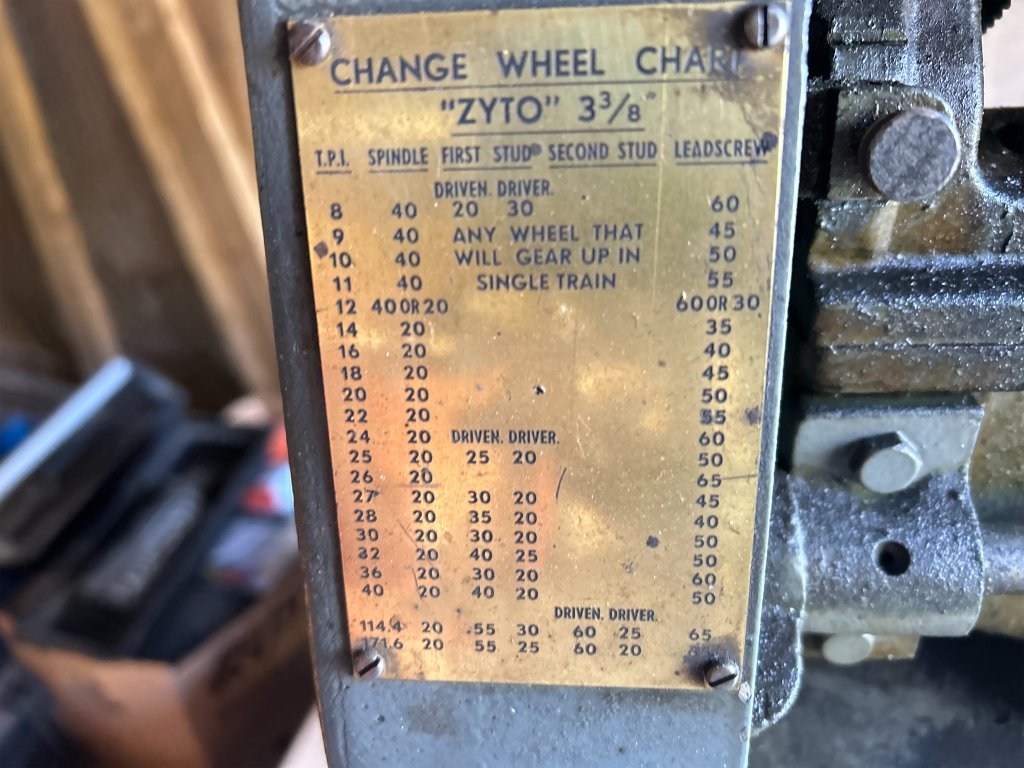 CHANGE WHEEL CHART
"ZYTO" 3 3/8"
T.P.I. SPINDLE FIRST STUD SECOND STUD LEADSCREW
DRIVEN. DRIVER.
8 40 20 30 60
9 40 ANY WHEEL THAT 45
10 40 WILL GEAR UP IN 50
11 40 SINGLE TRAIN 55
12 40 OR 20 60 OR 30
14 20 35
16 20 40
18 20 45
20 20 50
22 20 55
24 20 DRIVEN. DRIVER. 60
25 20 25 20 50
26 20 65
27 20 30 20 45
28 20 35 20 40
30 20 30 20 50
32 20 40 25 50
36 20 30 20 60
40 20 40 20 50
DRIVEN. DRIVER.
114.4 20 55 30 60 25 65
171.6 20 55 25 60 20